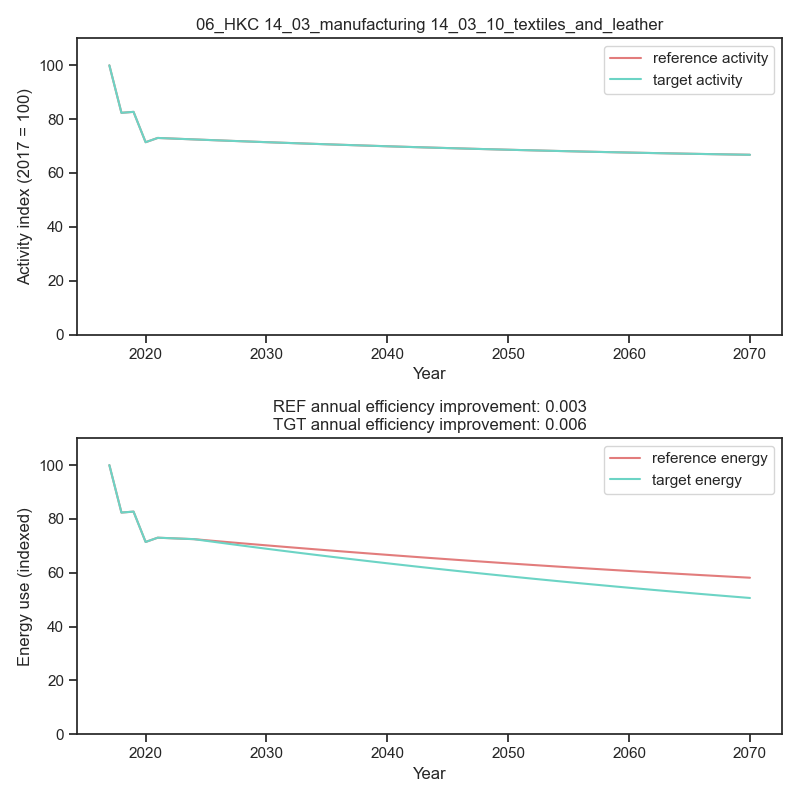 06_HKC 14_03_manufacturing 14_03_10_textiles_and_leather
reference activity
target activity
Activity index (2017 = 100)
100
80
60
40
20
0
2020 2030 2040 2050 2060 2070
Year
REF annual efficiency improvement: 0.003
TGT annual efficiency improvement: 0.006
reference energy
target energy
Energy use (indexed)
100
80
60
40
20
0
2020 2030 2040 2050 2060 2070
Year